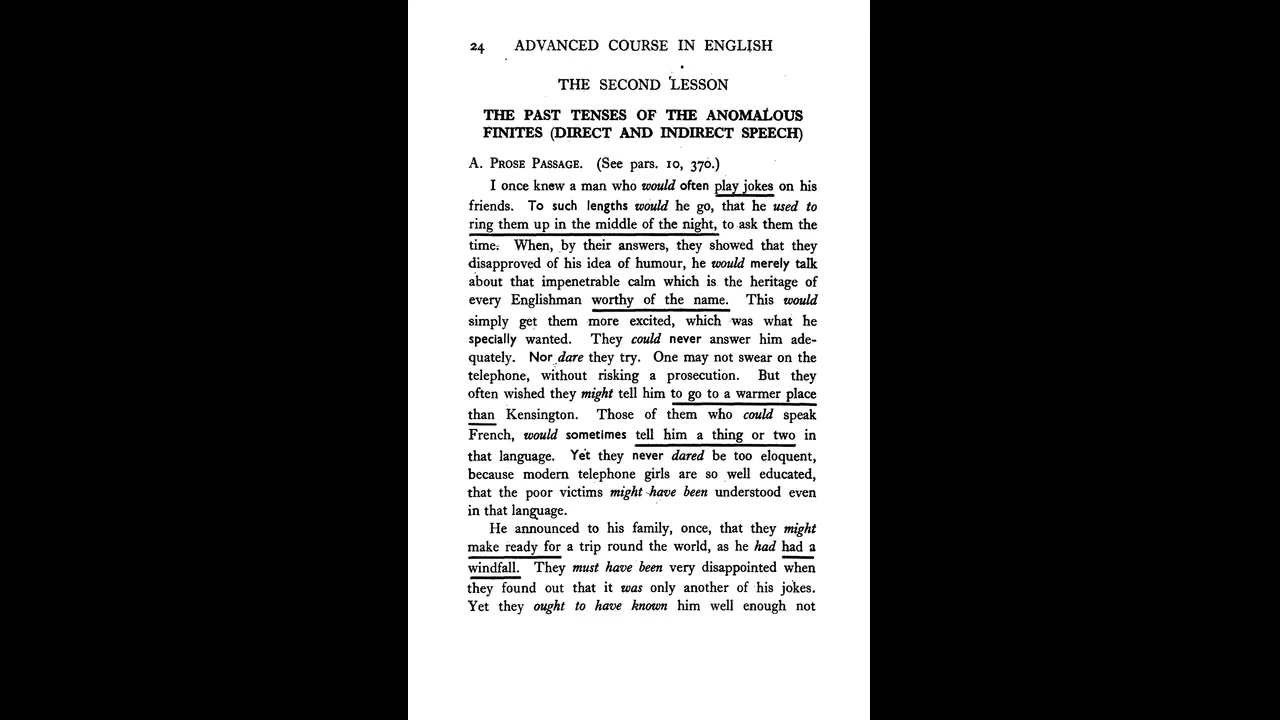 24 ADVANCED COURSE IN ENGLISH
THE SECOND LESSON
THE PAST TENSES OF THE ANOMALOUS
FINITES (DIRECT AND INDIRECT SPEECH)
A. PROSE PASSAGE. (See pars. 10, 370.)
I once knew a man who would often play jokes on his
friends. To such lengths would he go, that he used to
ring them up in the middle of the night, to ask them the
time. When, by their answers, they showed that they
disapproved of his idea of humour, he would merely talk
about that impenetrable calm which is the heritage of
every Englishman worthy of the name. This would
simply get them more excited, which was what he
specially wanted. They could never answer him ade-
quately. Nor dare they try. One may not swear on the
telephone, without risking a prosecution. But they
often wished they might tell him to go to a warmer place
than Kensington. Those of them who could speak
French, would sometimes tell him a thing or two in
that language. Yet they never dared be too eloquent,
because modern telephone girls are so well educated,
that the poor victims might have been understood even
in that language.
He announced to his family, once, that they might
make ready for a trip round the world, as he had had a
windfall. They must have been very disappointed when
they found out that it was only another of his jokes.
Yet they ought to have known him well enough not